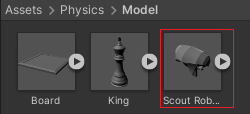 Assets > Physics > Model
Board
King
Scout Rob...